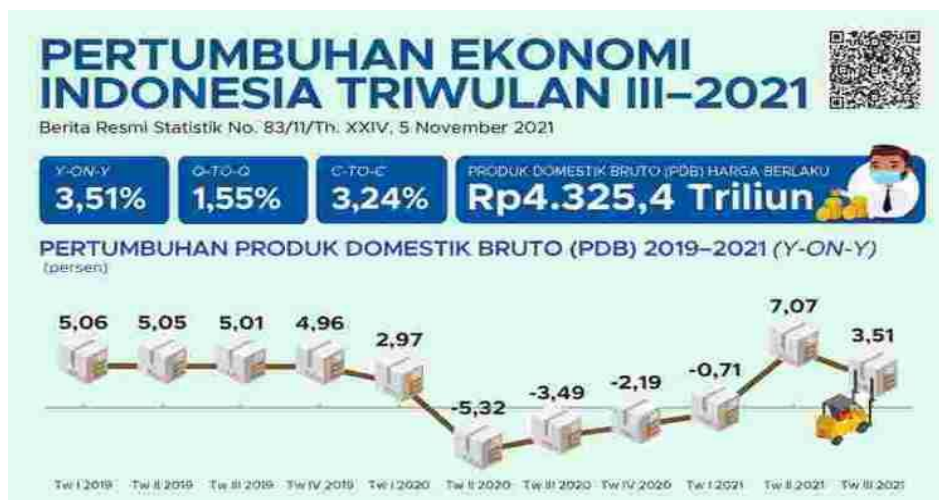 PERTUMBUHAN EKONOMI
INDONESIA TRIWULAN III–2021
Berita Resmi Statistik No. 83/11/Th. XXIV, 5 November 2021
Y-ON-Y Q-TO-Q C-TO-C PRODUK DOMESTIK BRUTO (PDB) HARGA BERLAKU
3,51% 1,55% 3,24% Rp4.325,4 Triliun
PERTUMBUHAN PRODUK DOMESTIK BRUTO (PDB) 2019–2021 (Y-ON-Y)
(persen)
5,06 5,05 5,01 4,96 2,97 -5,32 -3,49 -2,19 -0,71 7,07 3,51
Tw I 2019 Tw II 2019 Tw III 2019 Tw IV 2019 Tw I 2020 Tw II 2020 Tw III 2020 Tw IV 2020 Tw I 2021 Tw II 2021 Tw III 2021